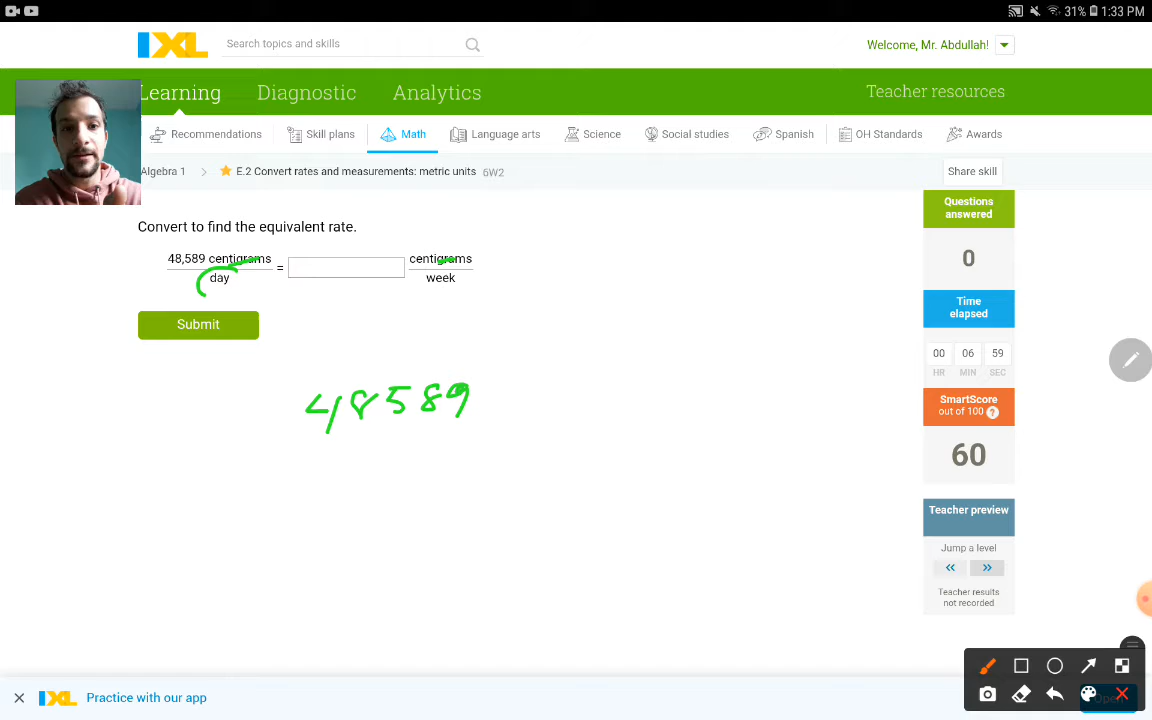 31% 1:33 PM
IXL Search topics and skills Welcome, Mr. Abdullah!
Learning Diagnostic Analytics Teacher resources
Recommendations Skill plans Math Language arts Science Social studies Spanish OH Standards Awards
Algebra 1 > E.2 Convert rates and measurements: metric units 6W2 Share skill
Convert to find the equivalent rate.
48,589 centigrams
day
=
centigrams
week
Submit
48589
Questions
answered
0
Time
elapsed
00 06 59
HR MIN SEC
SmartScore
out of 100 ?
60
Teacher preview
Jump a level
<< >>
Teacher results
not recorded
IXL Practice with our app